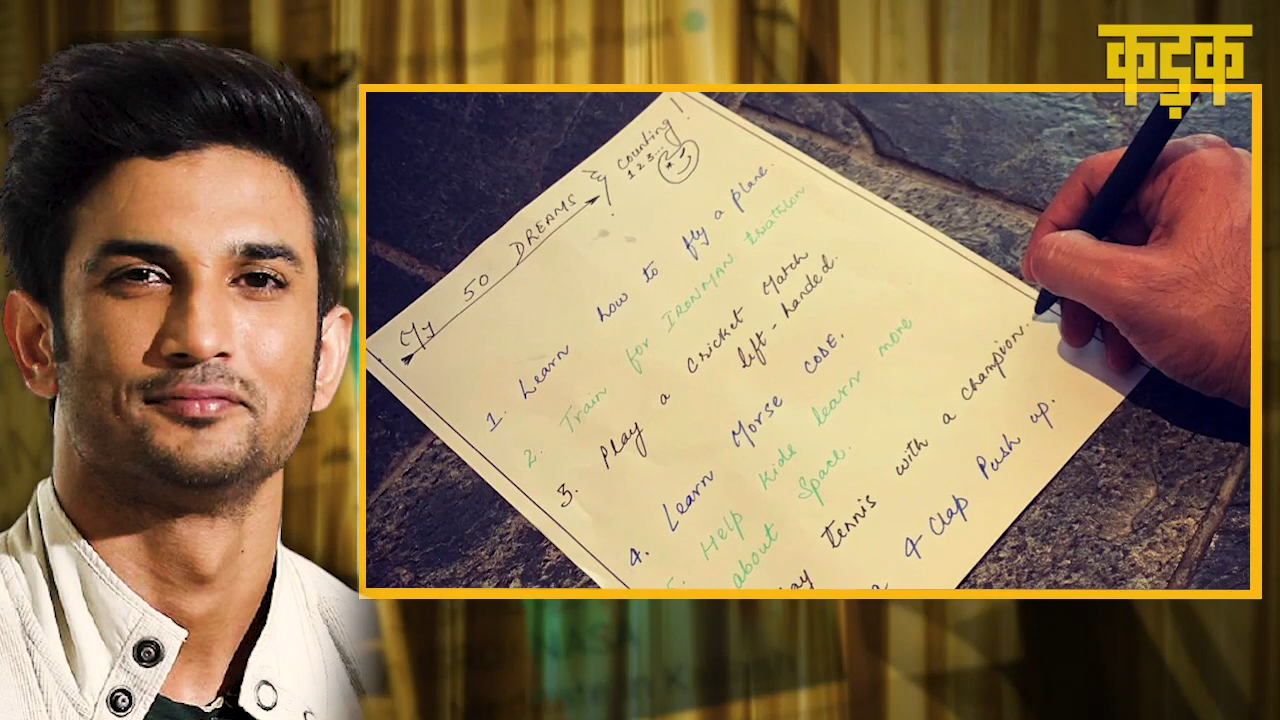 कड़क
My 50 DREAMS & counting!
1 2 3...
1. Learn how to fly a plane.
2. Train for IRONMAN triathlon
3. Play a cricket Match
left-handed.
4. Learn Morse CODE.
Help Kids learn more
about Space.
tennis with a champion.
4 Clap Push up.